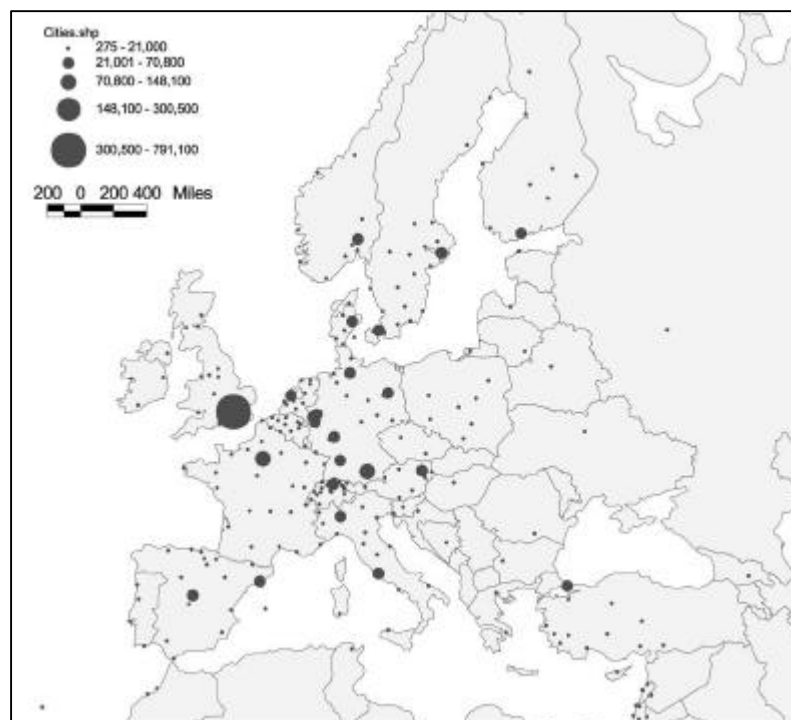 Cities.shp
275 - 21,000
21,001 - 70,800
70,800 - 148,100
148,100 - 300,500
300,500 - 791,100
200 0 200 400 Miles